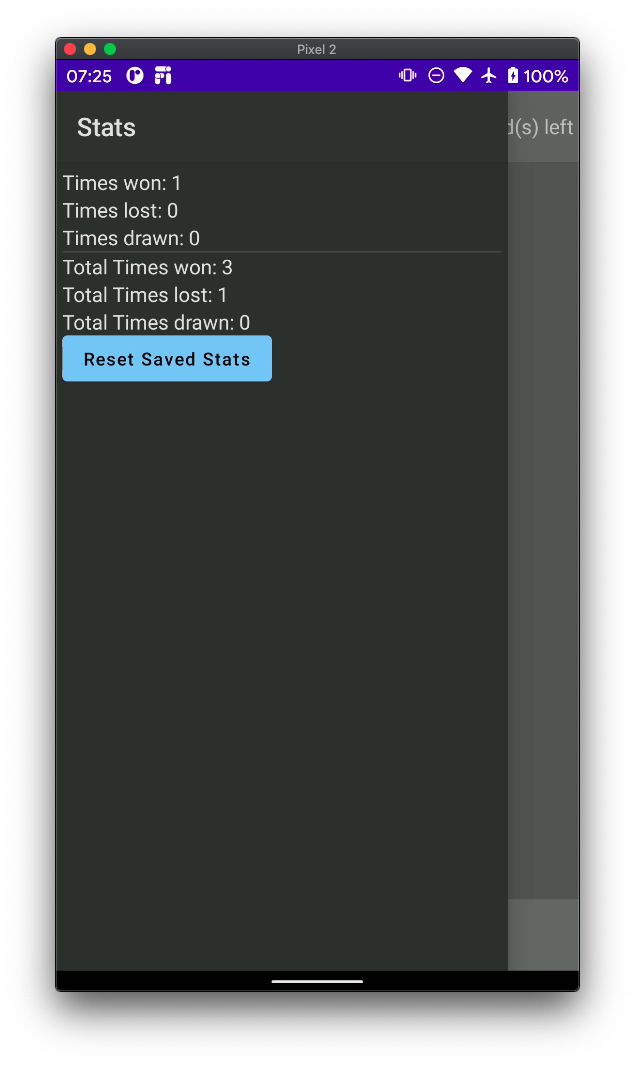 Pixel 2
07:25 100%
Stats
d(s) left
Times won: 1
Times lost: 0
Times drawn: 0
Total Times won: 3
Total Times lost: 1
Total Times drawn: 0
Reset Saved Stats